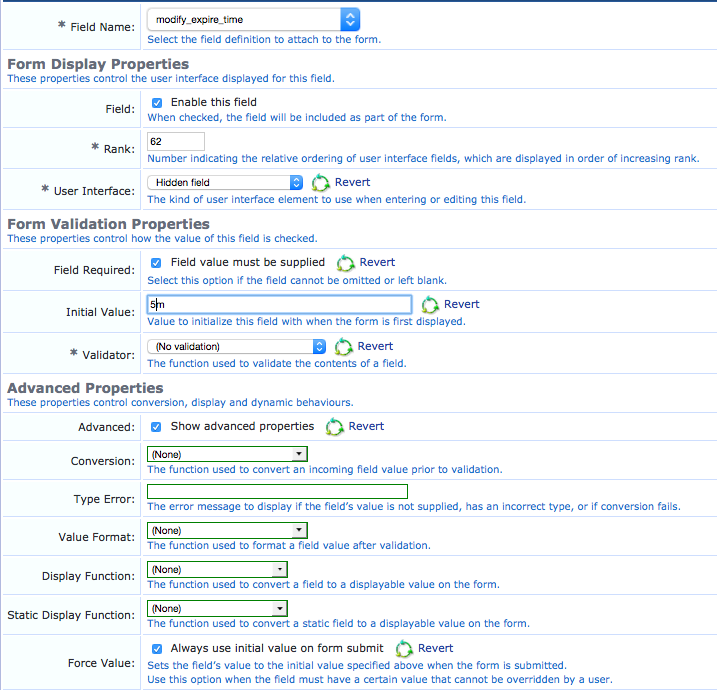 * Field Name: modify_expire_time
Select the field definition to attach to the form.
Form Display Properties
These properties control the user interface displayed for this field.
Field: Enable this field
When checked, the field will be included as part of the form.
* Rank: 62
Number indicating the relative ordering of user interface fields, which are displayed in order of increasing rank.
* User Interface: Hidden field Revert
The kind of user interface element to use when entering or editing this field.
Form Validation Properties
These properties control how the value of this field is checked.
Field Required: Field value must be supplied Revert
Select this option if the field cannot be omitted or left blank.
Initial Value: 5m Revert
Value to initialize this field with when the form is first displayed.
* Validator: (No validation) Revert
The function used to validate the contents of a field.
Advanced Properties
These properties control conversion, display and dynamic behaviours.
Advanced: Show advanced properties Revert
Conversion: (None)
The function used to convert an incoming field value prior to validation.
Type Error:
The error message to display if the field's value is not supplied, has an incorrect type, or if conversion fails.
Value Format: (None)
The function used to format a field value after validation.
Display Function: (None)
The function used to convert a field to a displayable value on the form.
Static Display Function: (None)
The function used to convert a static field to a displayable value on the form.
Force Value: Always use initial value on form submit Revert
Sets the field's value to the initial value specified above when the form is submitted.
Use this option when the field must have a certain value that cannot be overridden by a user.